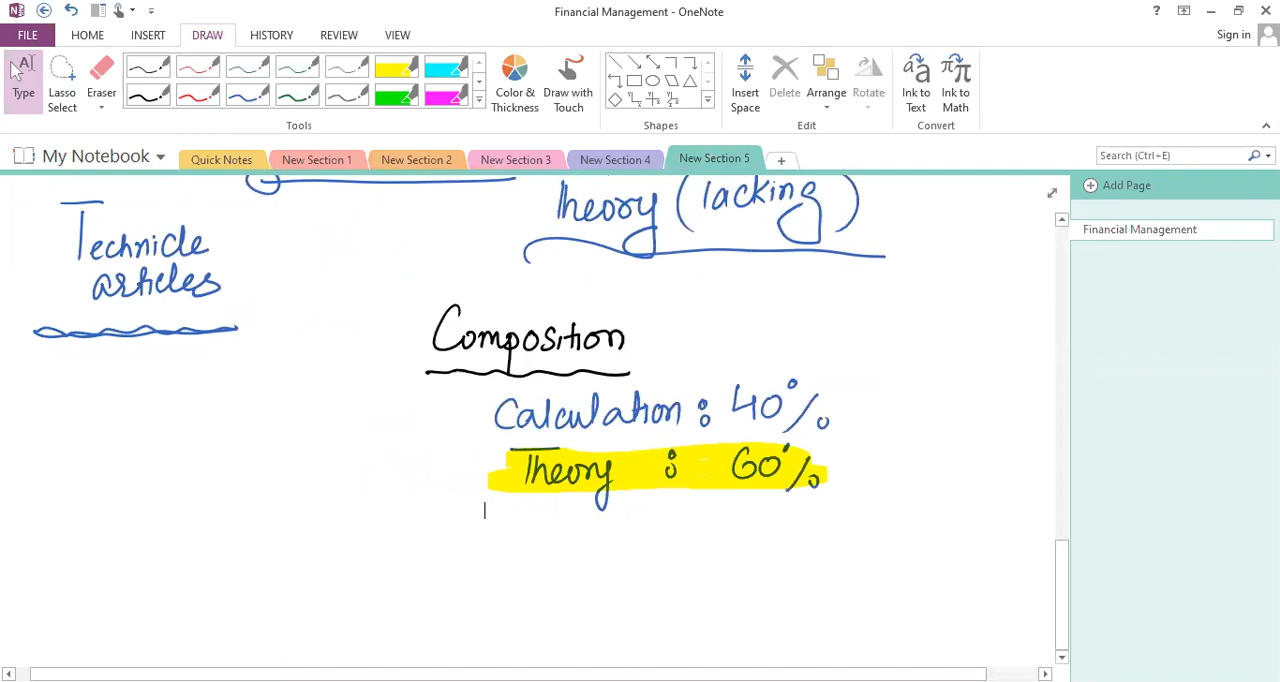 Financial Management - OneNote
?
FILE HOME INSERT DRAW HISTORY REVIEW VIEW
Sign in
Type
Lasso Select
Eraser
Color & Thickness
Draw with Touch
Insert Space
Delete
Arrange
Rotate
Ink to Text
Ink to Math
Tools
Shapes
Edit
Convert
My Notebook
Quick Notes
New Section 1
New Section 2
New Section 3
New Section 4
New Section 5
+
Search (Ctrl+E)
Add Page
Financial Management
Theory (lacking)
Technicle
articles
Composition
Calculation : 40%
Theory : 60%